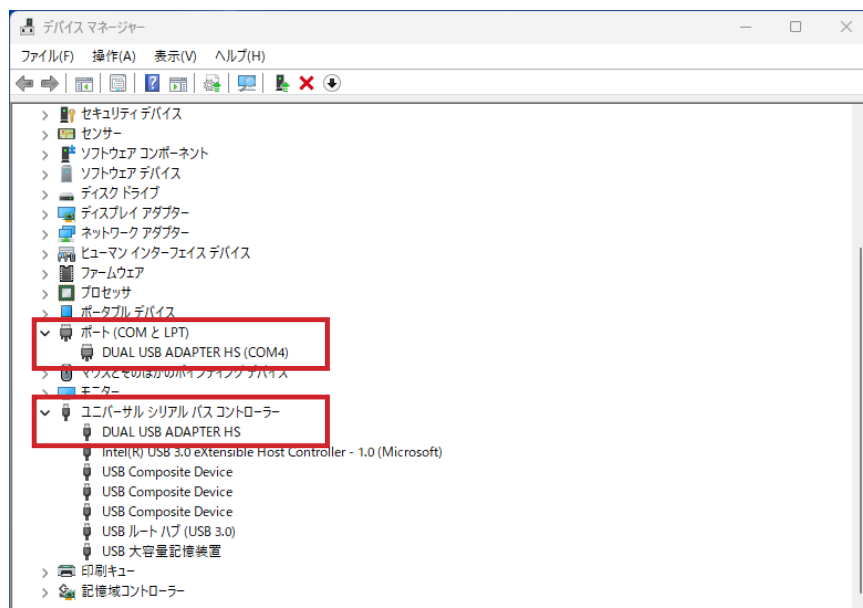 デバイス マネージャー
ファイル(F) 操作(A) 表示(V) ヘルプ(H)
セキュリティ デバイス
センサー
ソフトウェア コンポーネント
ソフトウェア デバイス
ディスク ドライブ
ディスプレイ アダプター
ネットワーク アダプター
ヒューマン インターフェイス デバイス
ファームウェア
プロセッサ
ポータブル デバイス
ポート (COM と LPT)
DUAL USB ADAPTER HS (COM4)
マウスとそのほかのポインティング デバイス
モニター
ユニバーサル シリアル バス コントローラー
DUAL USB ADAPTER HS
Intel(R) USB 3.0 eXtensible Host Controller - 1.0 (Microsoft)
USB Composite Device
USB Composite Device
USB Composite Device
USB ルート ハブ (USB 3.0)
USB 大容量記憶装置
印刷キュー
記憶域コントローラー